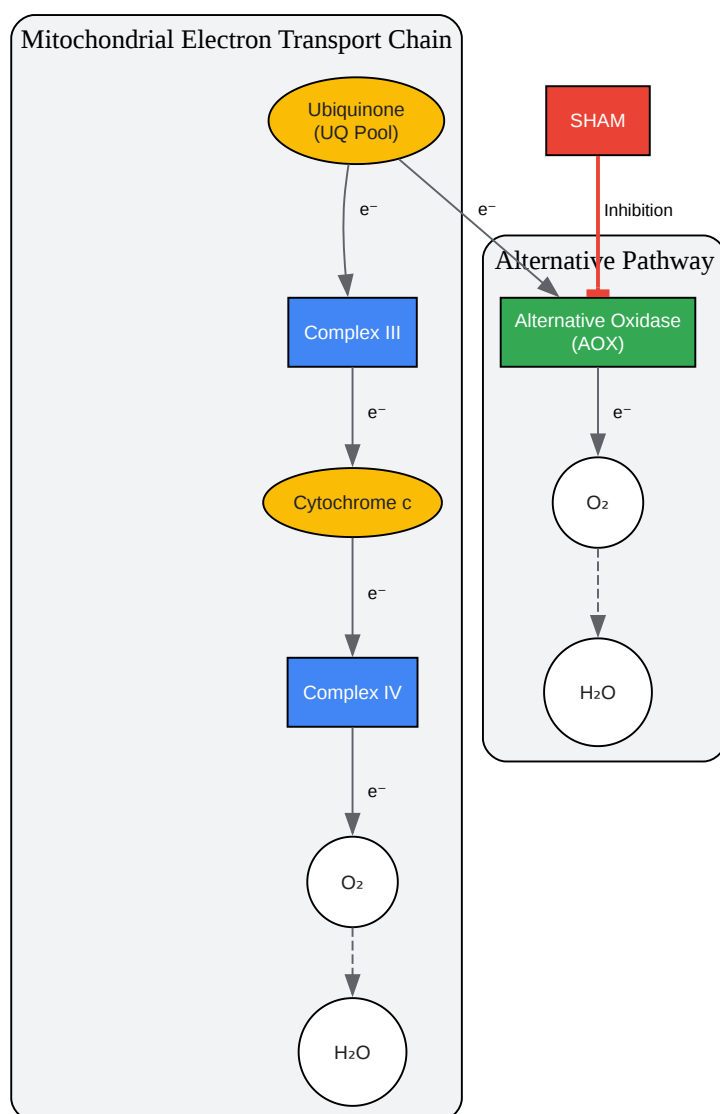 Mitochondrial Electron Transport Chain
Ubiquinone
(UQ Pool)
SHAM
e⁻
e⁻
Inhibition
Alternative Pathway
Complex III
Alternative Oxidase
(AOX)
e⁻
e⁻
Cytochrome c
O₂
e⁻
Complex IV
H₂O
e⁻
O₂
H₂O